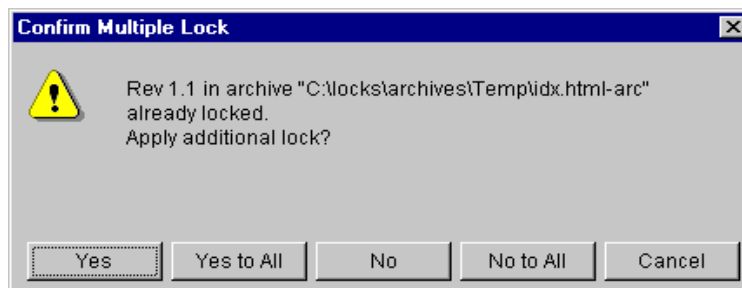 Confirm Multiple Lock
Rev 1.1 in archive "C:\locks\archives\Temp\idx.html-arc"
already locked.
Apply additional lock?
Yes
Yes to All
No
No to All
Cancel